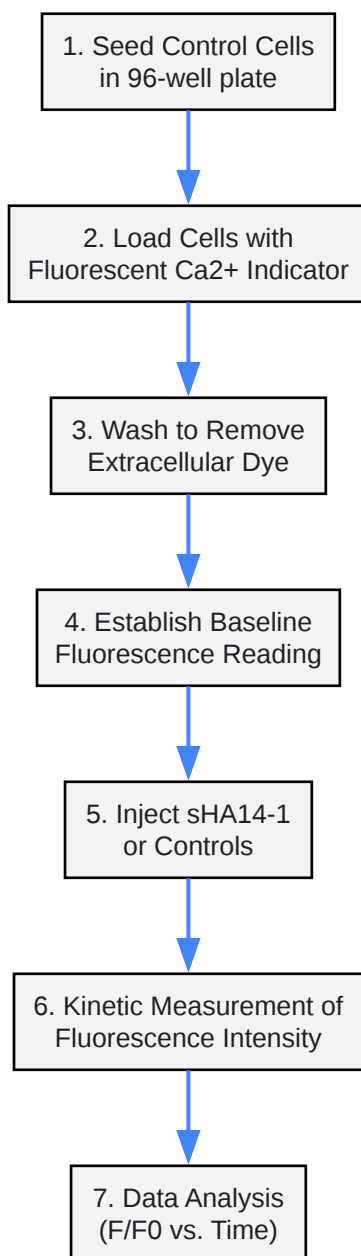 1. Seed Control Cells
in 96-well plate
2. Load Cells with
Fluorescent Ca2+ Indicator
3. Wash to Remove
Extracellular Dye
4. Establish Baseline
Fluorescence Reading
5. Inject sHA14-1
or Controls
6. Kinetic Measurement of
Fluorescence Intensity
7. Data Analysis
(F/F0 vs. Time)